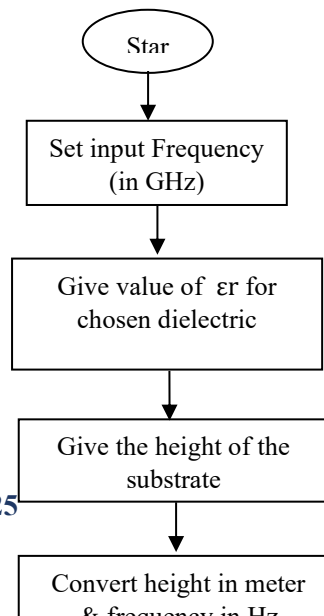 Star
Set input Frequency
(in GHz)
Give value of εr for
chosen dielectric
Give the height of the
substrate
25
Convert height in meter
& frequency in Hz